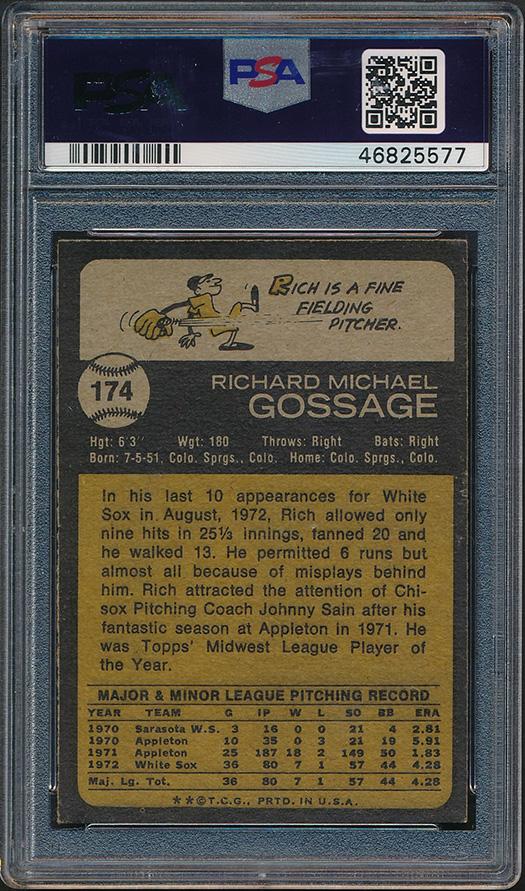 PSA
PSA
46825577
RICH IS A FINE
FIELDING
PITCHER.
174
RICHARD MICHAEL
GOSSAGE
Hgt: 6'3" Wgt: 180 Throws: Right Bats: Right
Born: 7-5-51, Colo. Sprgs., Colo. Home: Colo. Sprgs., Colo.
In his last 10 appearances for White
Sox in August, 1972, Rich allowed only
nine hits in 25⅓ innings, fanned 20 and
he walked 13. He permitted 6 runs but
almost all because of misplays behind
him. Rich attracted the attention of Chi-
sox Pitching Coach Johnny Sain after his
fantastic season at Appleton in 1971. He
was Topps' Midwest League Player of
the Year.
MAJOR & MINOR LEAGUE PITCHING RECORD
YEAR TEAM G IP W L SO BB ERA
1970 Sarasota W.S. 3 16 0 0 21 4 2.81
1970 Appleton 10 35 0 3 21 19 5.91
1971 Appleton 25 187 18 2 149 50 1.83
1972 White Sox 36 80 7 1 57 44 4.28
Maj. Lg. Tot. 36 80 7 1 57 44 4.28
**©T.C.G., PRTD. IN U.S.A.